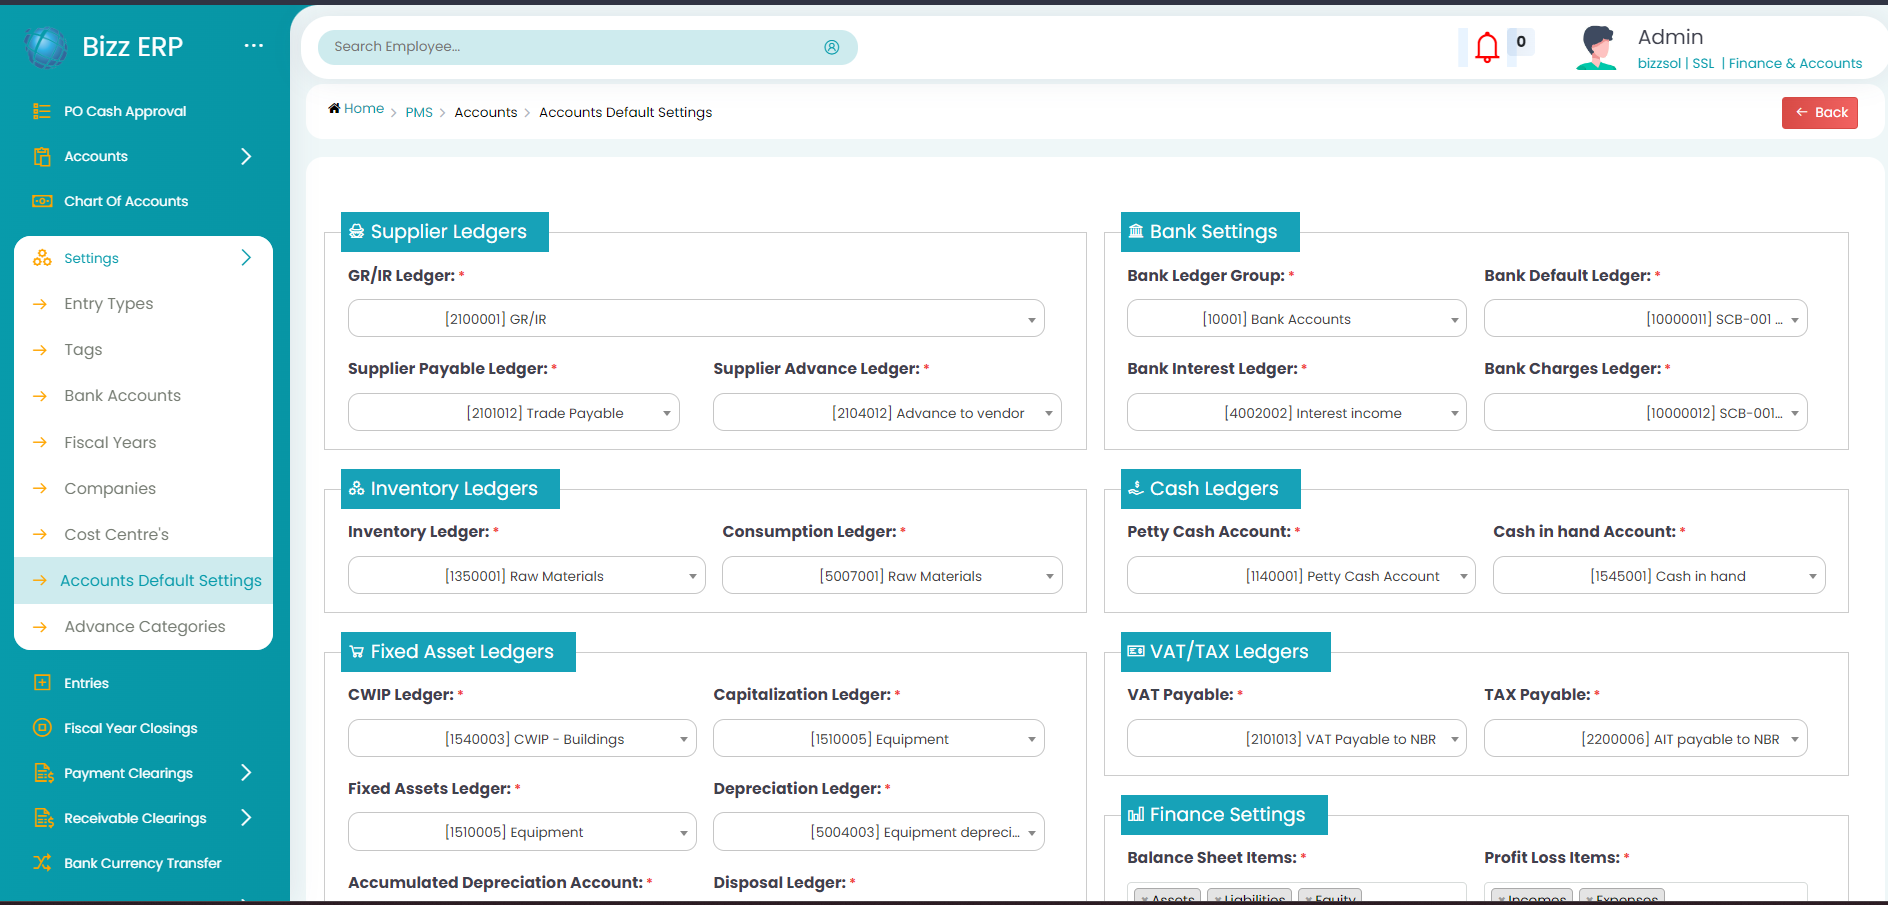 Bizz ERP
...
PO Cash Approval
Accounts
Chart Of Accounts
Settings
Entry Types
Tags
Bank Accounts
Fiscal Years
Companies
Cost Centre's
Accounts Default Settings
Advance Categories
Entries
Fiscal Year Closings
Payment Clearings
Receivable Clearings
Bank Currency Transfer
Search Employee...
0
Admin
bizzsol | SSL | Finance & Accounts
Home > PMS > Accounts > Accounts Default Settings
← Back
Supplier Ledgers
GR/IR Ledger: *
[2100001] GR/IR
Supplier Payable Ledger: * Supplier Advance Ledger: *
[2101012] Trade Payable [2104012] Advance to vendor
Inventory Ledgers
Inventory Ledger: * Consumption Ledger: *
[1350001] Raw Materials [5007001] Raw Materials
Fixed Asset Ledgers
CWIP Ledger: * Capitalization Ledger: *
[1540003] CWIP - Buildings [1510005] Equipment
Fixed Assets Ledger: * Depreciation Ledger: *
[1510005] Equipment [5004003] Equipment depreci...
Accumulated Depreciation Account: * Disposal Ledger: *
Bank Settings
Bank Ledger Group: * Bank Default Ledger: *
[10001] Bank Accounts [10000011] SCB-001 ...
Bank Interest Ledger: * Bank Charges Ledger: *
[4002002] Interest income [10000012] SCB-001...
Cash Ledgers
Petty Cash Account: * Cash in hand Account: *
[1140001] Petty Cash Account [1545001] Cash in hand
VAT/TAX Ledgers
VAT Payable: * TAX Payable: *
[2101013] VAT Payable to NBR [2200006] AIT payable to NBR
Finance Settings
Balance Sheet Items: * Profit Loss Items: *
× Assets × Liabilities × Equity × Incomes × Expenses